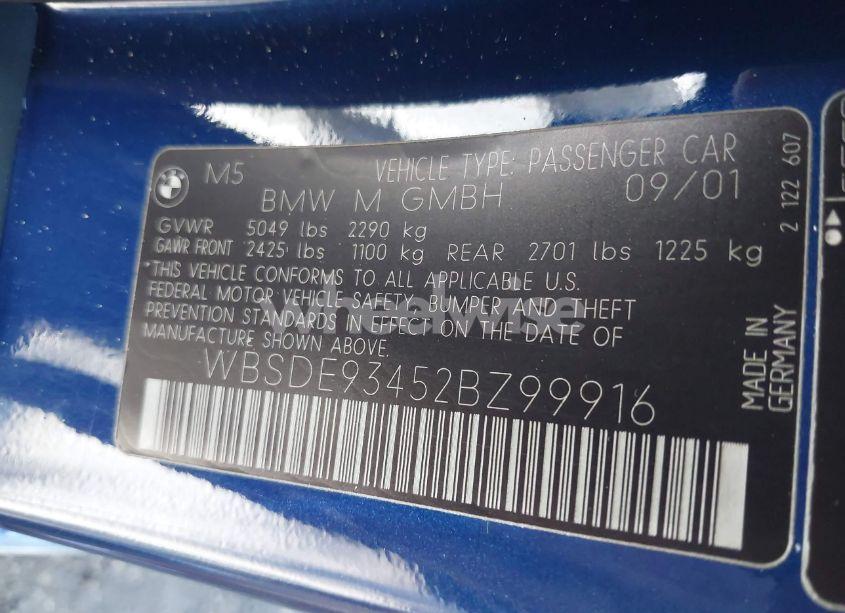 BMW M5 VEHICLE TYPE: PASSENGER CAR
BMW M GMBH 09/01
GVWR 5049 lbs 2290 kg
GAWR FRONT 2425 lbs 1100 kg REAR 2701 lbs 1225 kg
*THIS VEHICLE CONFORMS TO ALL APPLICABLE U.S.
FEDERAL MOTOR VEHICLE SAFETY, BUMPER AND THEFT
PREVENTION STANDARDS IN EFFECT ON THE DATE OF
MANUFACTURE SHOWN ABOVE.
WBSDE93452BZ99916
MADE IN
GERMANY
2 122 607
wheelwise